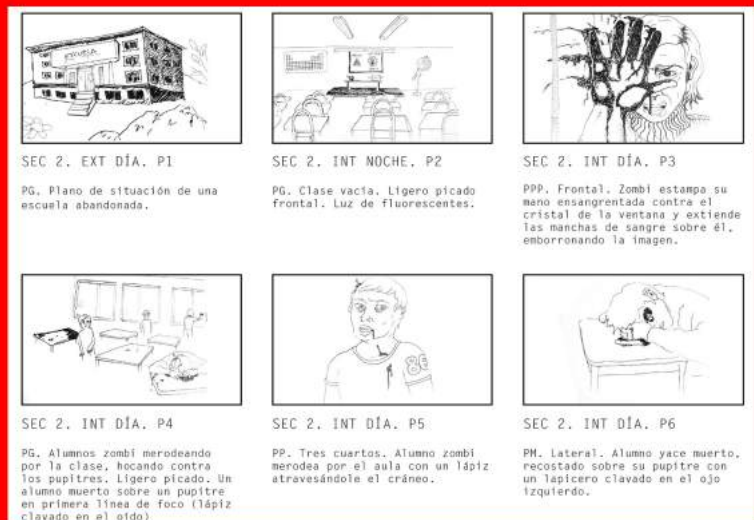 ESCUELA
SEC 2. EXT DÍA. P1
PG. Plano de situación de una
escuela abandonada.
SEC 2. INT NOCHE. P2
PG. Clase vacia. Ligero picado
frontal. Luz de fluorescentes.
SEC 2. INT DÍA. P3
PPP. Frontal. Zombi estampa su
mano ensangrentada contra el
cristal de la ventana y extiende
las manchas de sangre sobre él,
emborronando la imagen.
SEC 2. INT DÍA. P4
PG. Alumnos zombi merodeando
por la clase, hocando contra
los pupitres. Ligero picado. Un
alumno muerto sobre un pupitre
en primera línea de foco (lápiz
clavado en el oido)
86
SEC 2. INT DÍA. P5
PP. Tres cuartos. Alumno zombi
merodea por el aula con un lápiz
atravesándole el cráneo.
SEC 2. INT DÍA. P6
PM. Lateral. Alumno yace muerto,
recostado sobre su pupitre con
un lapicero clavado en el ojo
izquierdo.